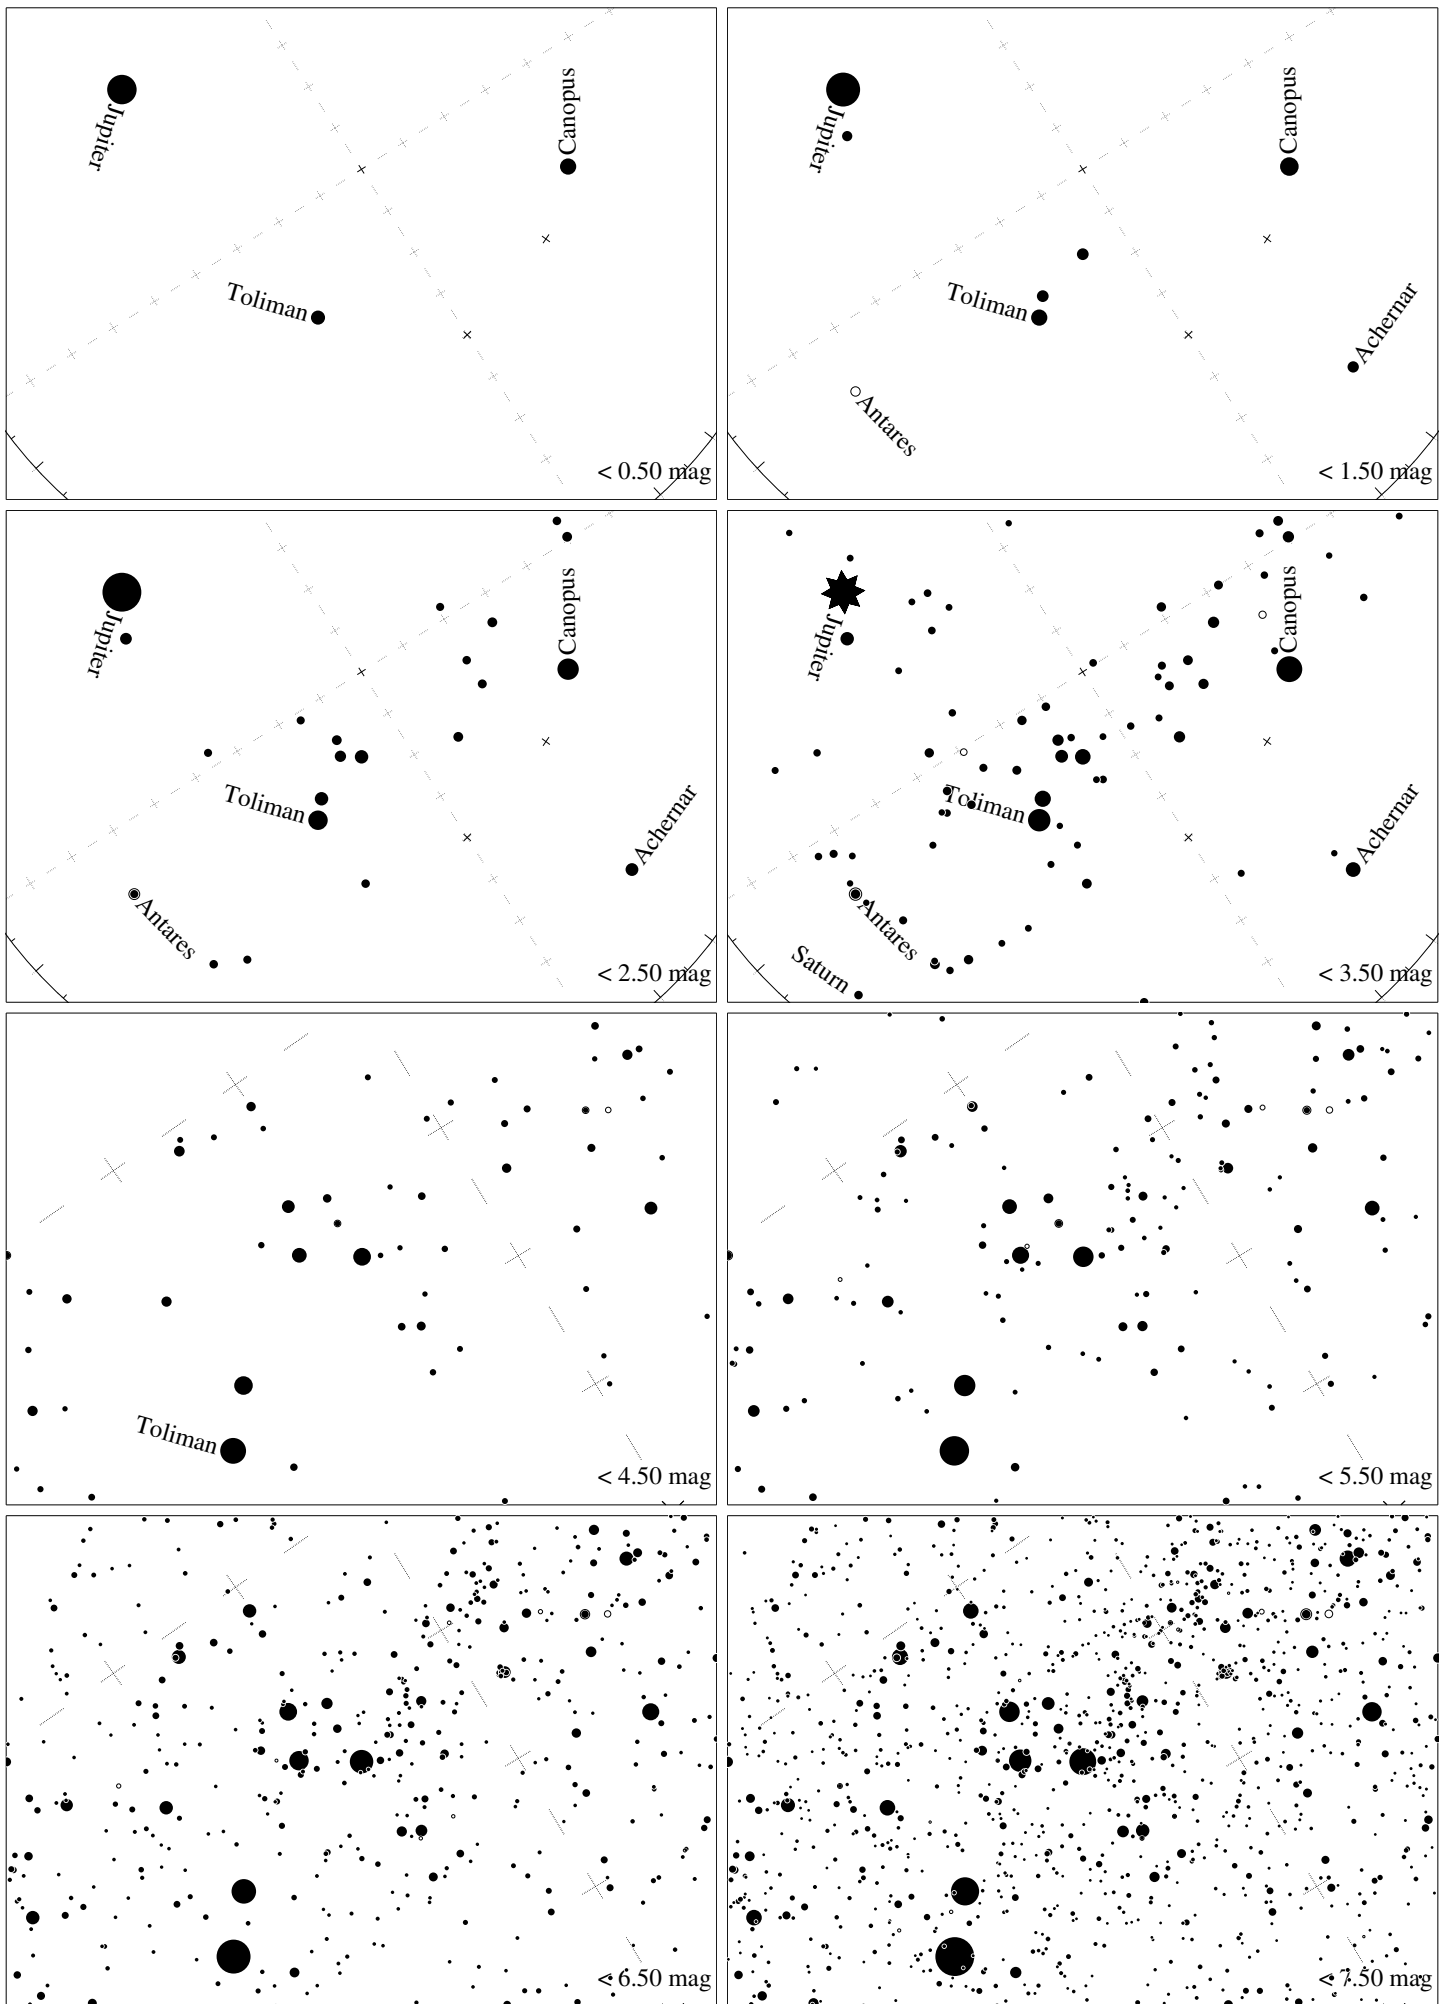 Jupiter
Canopus
Toliman
< 0.50 mag
Jupiter
Canopus
Toliman
Achernar
Antares
< 1.50 mag
Jupiter
Canopus
Toliman
Achernar
Antares
< 2.50 mag
Jupiter
Canopus
Toliman
Achernar
Antares
Saturn
< 3.50 mag
Toliman
< 4.50 mag
< 5.50 mag
< 6.50 mag
< 7.50 mag